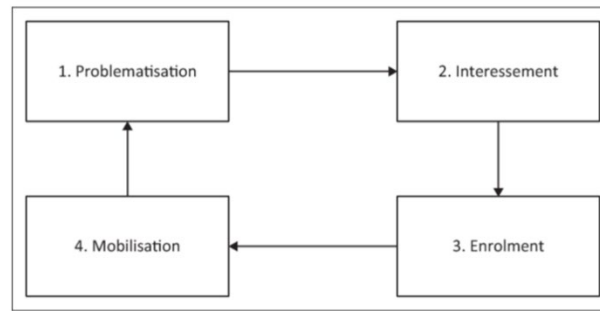 1. Problematisation
2. Interessement
3. Enrolment
4. Mobilisation